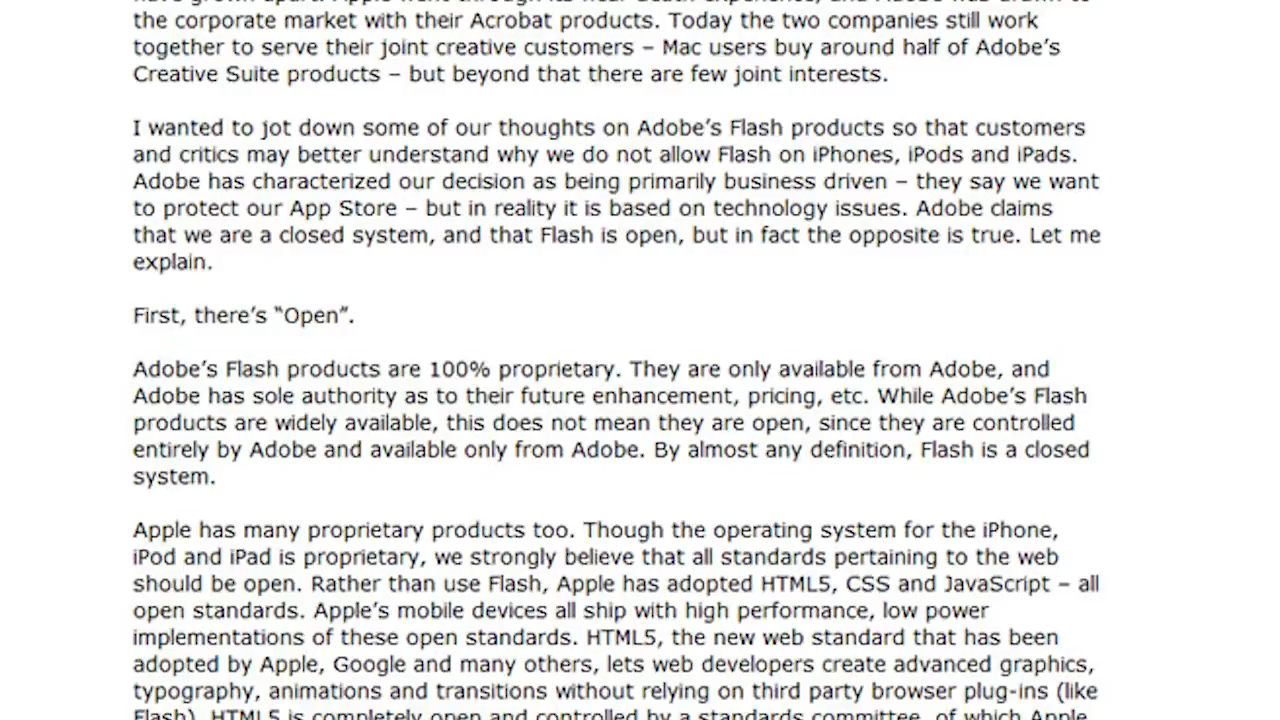 the corporate market with their Acrobat products. Today the two companies still work
together to serve their joint creative customers – Mac users buy around half of Adobe’s
Creative Suite products – but beyond that there are few joint interests.
I wanted to jot down some of our thoughts on Adobe’s Flash products so that customers
and critics may better understand why we do not allow Flash on iPhones, iPods and iPads.
Adobe has characterized our decision as being primarily business driven – they say we want
to protect our App Store – but in reality it is based on technology issues. Adobe claims
that we are a closed system, and that Flash is open, but in fact the opposite is true. Let me
explain.
First, there’s “Open”.
Adobe’s Flash products are 100% proprietary. They are only available from Adobe, and
Adobe has sole authority as to their future enhancement, pricing, etc. While Adobe’s Flash
products are widely available, this does not mean they are open, since they are controlled
entirely by Adobe and available only from Adobe. By almost any definition, Flash is a closed
system.
Apple has many proprietary products too. Though the operating system for the iPhone,
iPod and iPad is proprietary, we strongly believe that all standards pertaining to the web
should be open. Rather than use Flash, Apple has adopted HTML5, CSS and JavaScript – all
open standards. Apple’s mobile devices all ship with high performance, low power
implementations of these open standards. HTML5, the new web standard that has been
adopted by Apple, Google and many others, lets web developers create advanced graphics,
typography, animations and transitions without relying on third party browser plug-ins (like
Flash). HTML5 is completely open and controlled by a standards committee, of which Apple